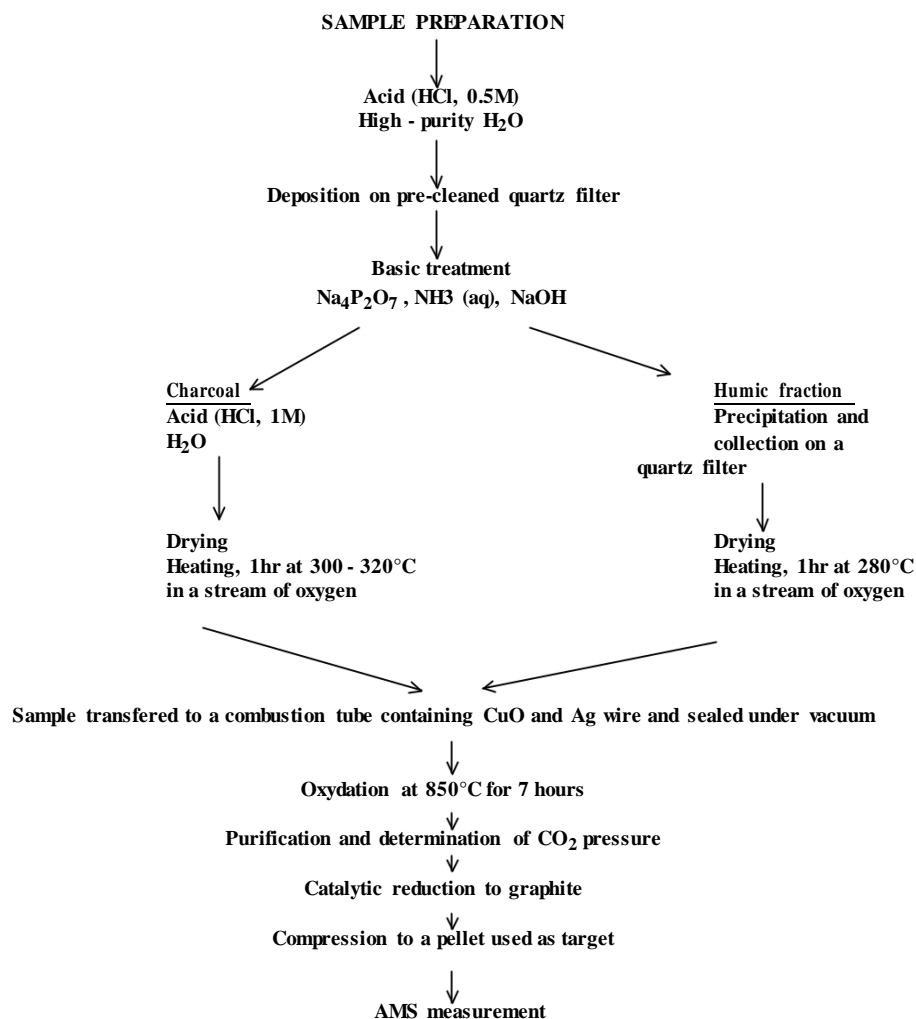 SAMPLE PREPARATION
Acid (HCl, 0.5M)
High - purity H₂O
Deposition on pre-cleaned quartz filter
Basic treatment
Na₄P₂O₇ , NH3 (aq), NaOH
Charcoal
Acid (HCl, 1M)
H₂O
Drying
Heating, 1hr at 300 - 320°C
in a stream of oxygen
Humic fraction
Precipitation and
collection on a
quartz filter
Drying
Heating, 1hr at 280°C
in a stream of oxygen
Sample transfered to a combustion tube containing CuO and Ag wire and sealed under vacuum
Oxydation at 850°C for 7 hours
Purification and determination of CO₂ pressure
Catalytic reduction to graphite
Compression to a pellet used as target
AMS measurement